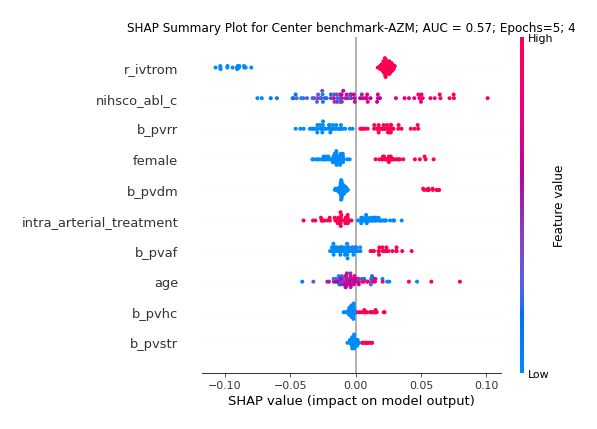 SHAP Summary Plot for Center benchmark-AZM; AUC = 0.57; Epochs=5; 4
High
r_ivtrom
nihsco_abl_c
b_pvrr
female
b_pvdm
intra_arterial_treatment
b_pvaf
age
b_pvhc
b_pvstr
Feature value
Low
−0.10 −0.05 0.00 0.05 0.10
SHAP value (impact on model output)